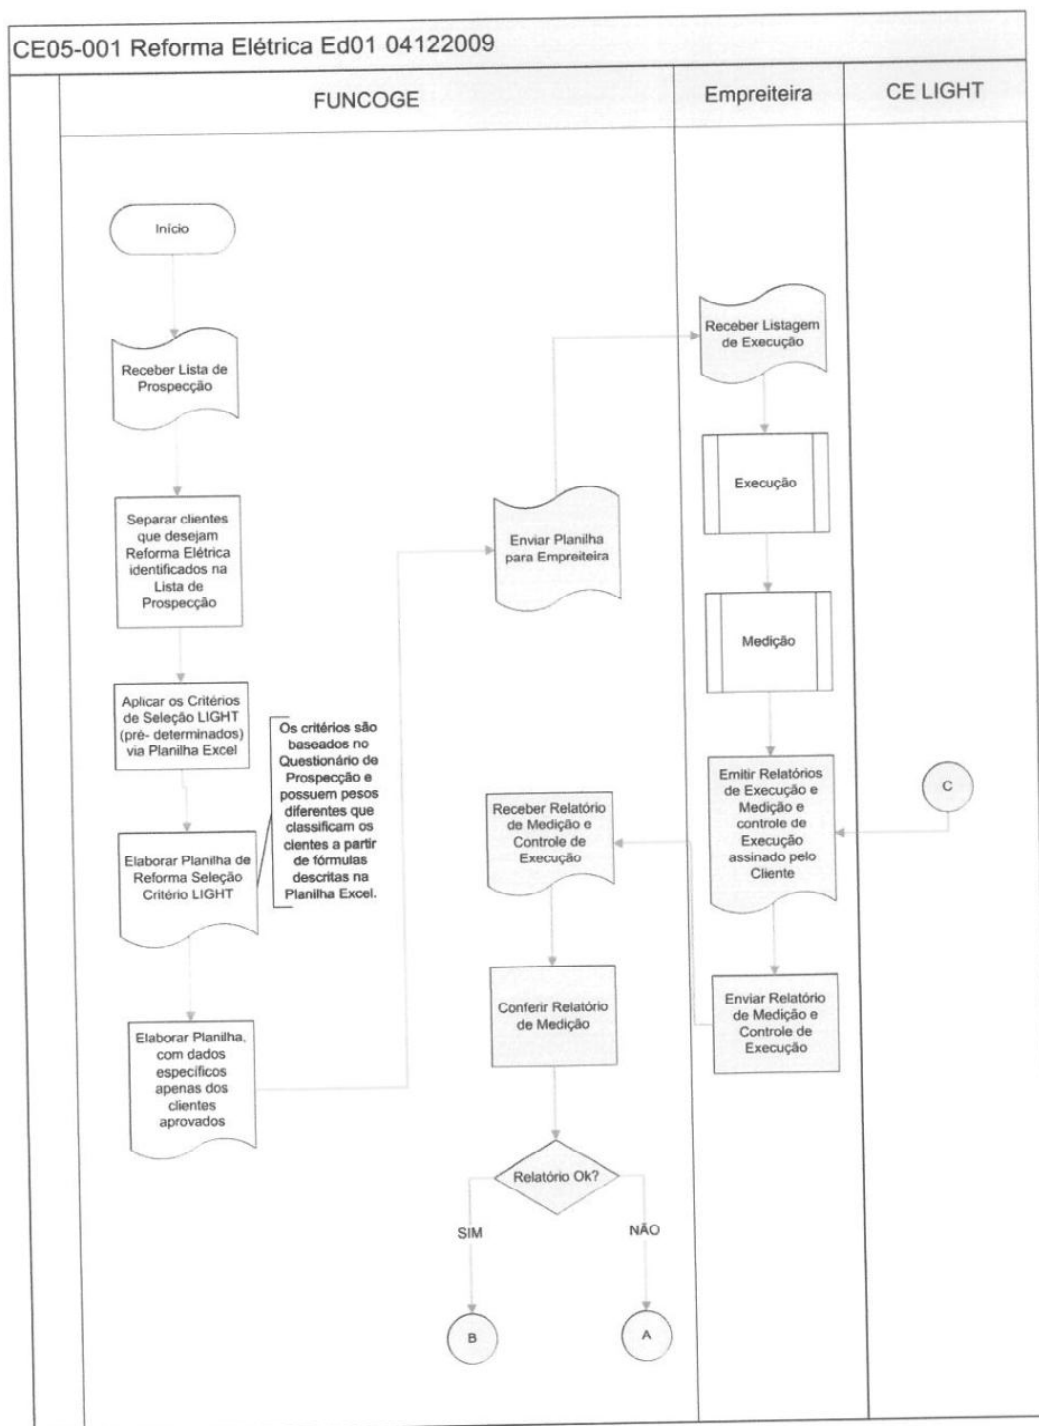 CE05-001 Reforma Elétrica Ed01 04122009
FUNCOGE
Empreiteira
CE LIGHT
Início
Receber Lista de
Prospecção
Separar clientes
que desejam
Reforma Elétrica
identificados na
Lista de
Prospecção
Aplicar os Critérios
de Seleção LIGHT
(pré- determinados)
via Planilha Excel
Os critérios são
baseados no
Questionário de
Prospecção e
possuem pesos
diferentes que
classificam os
clientes a partir
de fórmulas
descritas na
Planilha Excel.
Elaborar Planilha de
Reforma Seleção
Critério LIGHT
Elaborar Planilha,
com dados
específicos
apenas dos
clientes
aprovados
Enviar Planilha
para Empreiteira
Receber Listagem
de Execução
Execução
Medição
Emitir Relatórios
de Execução e
Medição e
controle de
Execução
assinado pelo
Cliente
C
Enviar Relatório
de Medição e
Controle de
Execução
Receber Relatório
de Medição e
Controle de
Execução
Conferir Relatório
de Medição
Relatório Ok?
SIM
NÃO
B
A